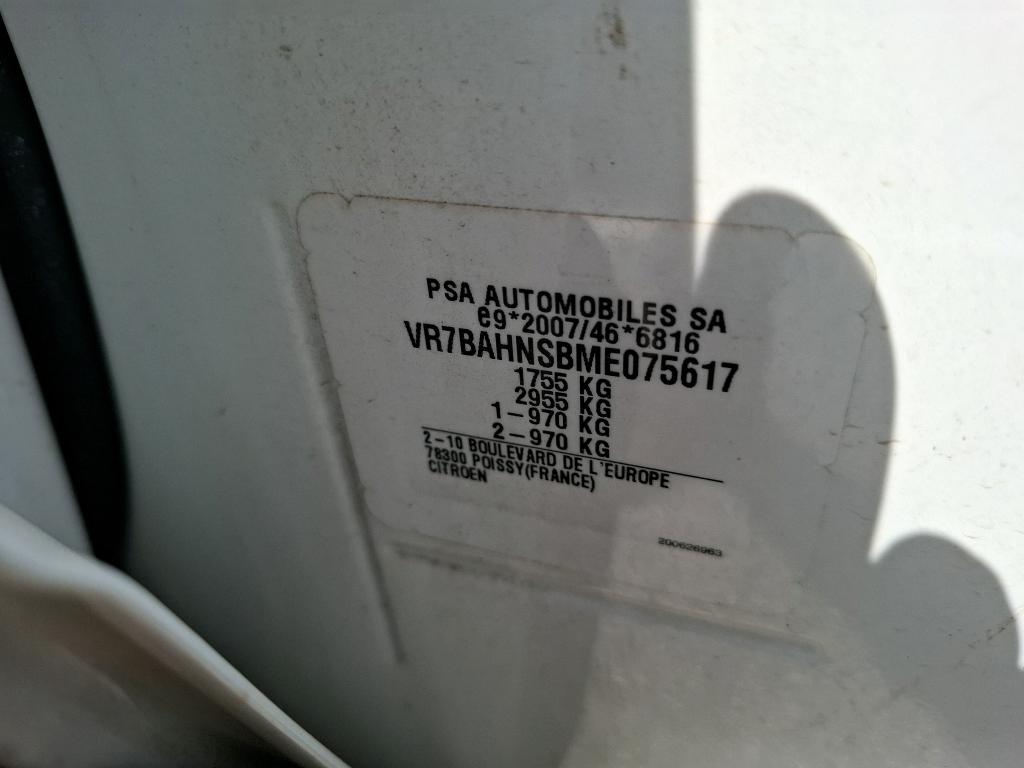 PSA AUTOMOBILES SA
e9*2007/46*6816
VR7BAHNSBME075617
1755 KG
2955 KG
1-970 KG
2-970 KG
2-10 BOULEVARD DE L'EUROPE
78300 POISSY(FRANCE)
CITROEN
200626963